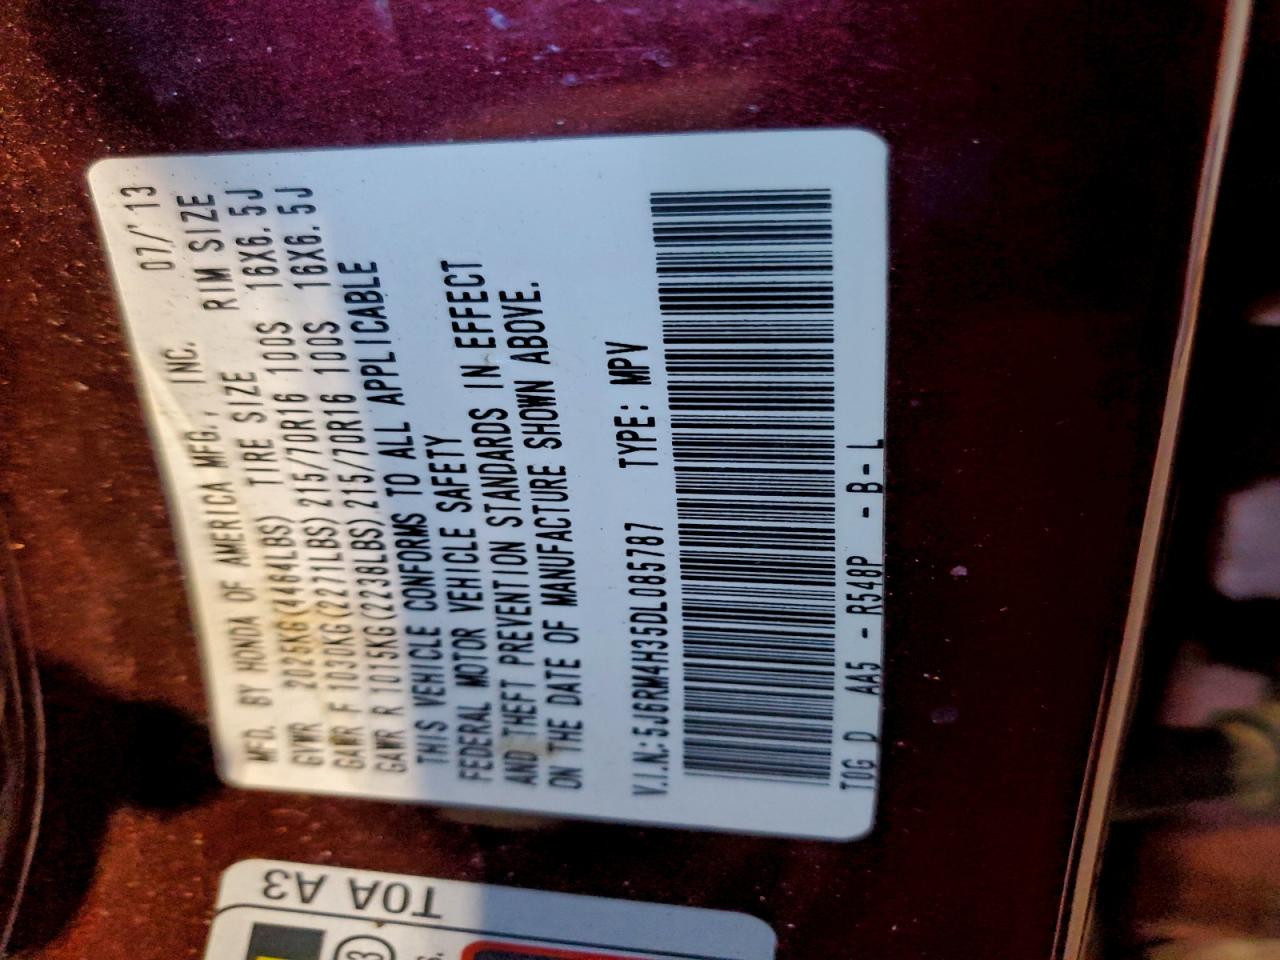 MFD. BY HONDA OF AMERICA MFG., INC. 07/'13
GVWR 2025KG(4464LBS) TIRE SIZE RIM SIZE
GAWR F 1030KG(2271LBS) 215/70R16 100S 16X6.5J
GAWR R 1015KG(2238LBS) 215/70R16 100S 16X6.5J
THIS VEHICLE CONFORMS TO ALL APPLICABLE
FEDERAL MOTOR VEHICLE SAFETY
AND THEFT PREVENTION STANDARDS IN EFFECT
ON THE DATE OF MANUFACTURE SHOWN ABOVE.
V.I.N.: 5J6RM4H35DL085787 TYPE: MPV
T0G D AA5 - R548P - B - L
T0A A3